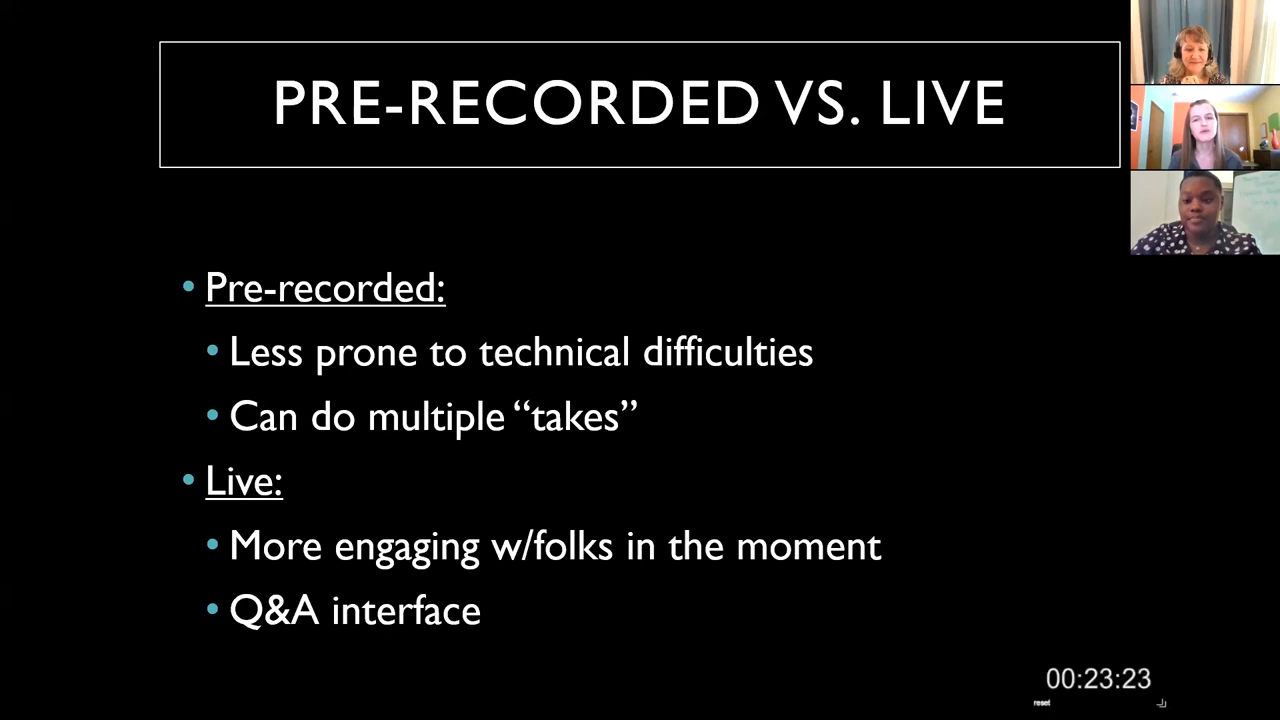 PRE-RECORDED VS. LIVE
• Pre-recorded:
• Less prone to technical difficulties
• Can do multiple “takes”
• Live:
• More engaging w/folks in the moment
• Q&A interface
00:23:23
reset